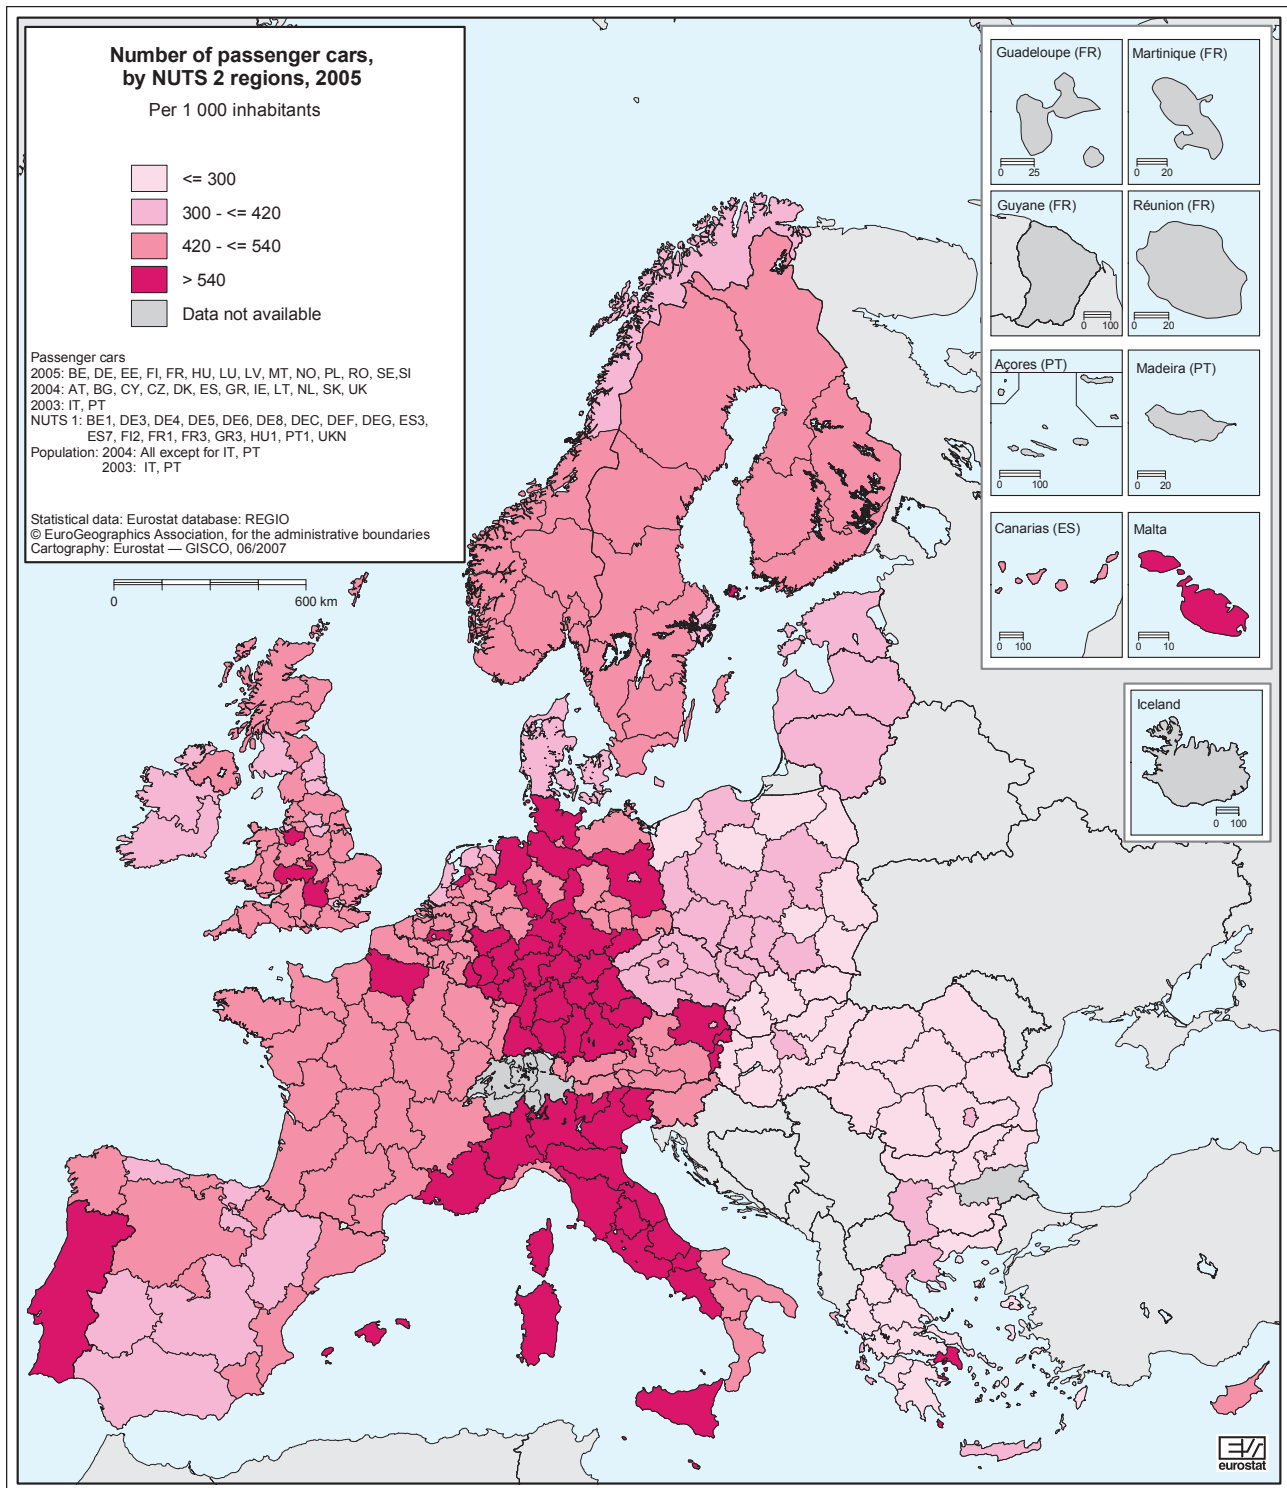 Number of passenger cars,
by NUTS 2 regions, 2005
Per 1 000 inhabitants
<= 300
300 - <= 420
420 - <= 540
> 540
Data not available
Passenger cars
2005: BE, DE, EE, FI, FR, HU, LU, LV, MT, NO, PL, RO, SE,SI
2004: AT, BG, CY, CZ, DK, ES, GR, IE, LT, NL, SK, UK
2003: IT, PT
NUTS 1: BE1, DE3, DE4, DE5, DE6, DE8, DEC, DEF, DEG, ES3,
ES7, FI2, FR1, FR3, GR3, HU1, PT1, UKN
Population: 2004: All except for IT, PT
2003: IT, PT
Statistical data: Eurostat database: REGIO
© EuroGeographics Association, for the administrative boundaries
Cartography: Eurostat — GISCO, 06/2007
0 600 km
Guadeloupe (FR)
0 25
Martinique (FR)
0 20
Guyane (FR)
0 100
Réunion (FR)
0 20
Açores (PT)
0 100
Madeira (PT)
0 20
Canarias (ES)
0 100
Malta
0 10
Iceland
0 100
eurostat